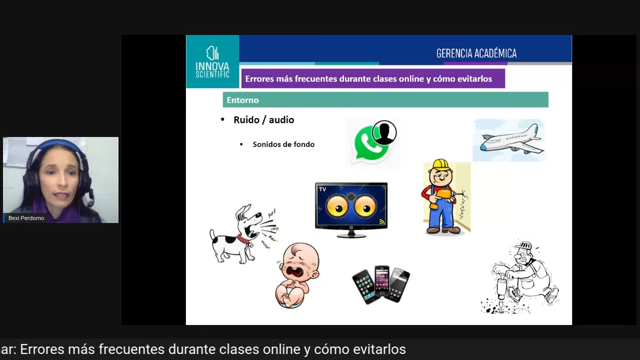 INNOVA
SCIENTIFIC
GERENCIA ACADÉMICA
Errores más frecuentes durante clases online y cómo evitarlos
Entorno
• Ruido / audio
• Sonidos de fondo
TV
Bexi Perdomo
ar: Errores más frecuentes durante clases online y cómo evitarlos